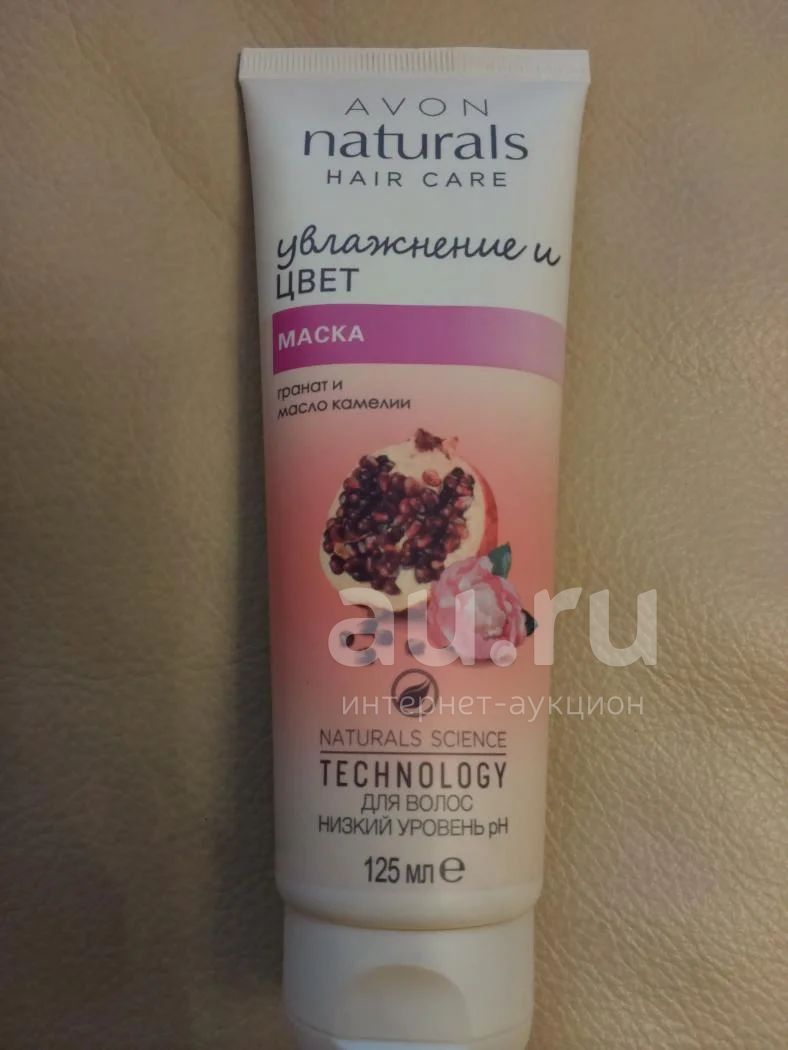 AVON
naturals
HAIR CARE
увлажнение и
ЦВЕТ
МАСКА
гранат и
масло камелии
au.ru
интернет-аукцион
NATURALS SCIENCE
TECHNOLOGY
ДЛЯ ВОЛОС
НИЗКИЙ УРОВЕНЬ pH
125 мл ℮